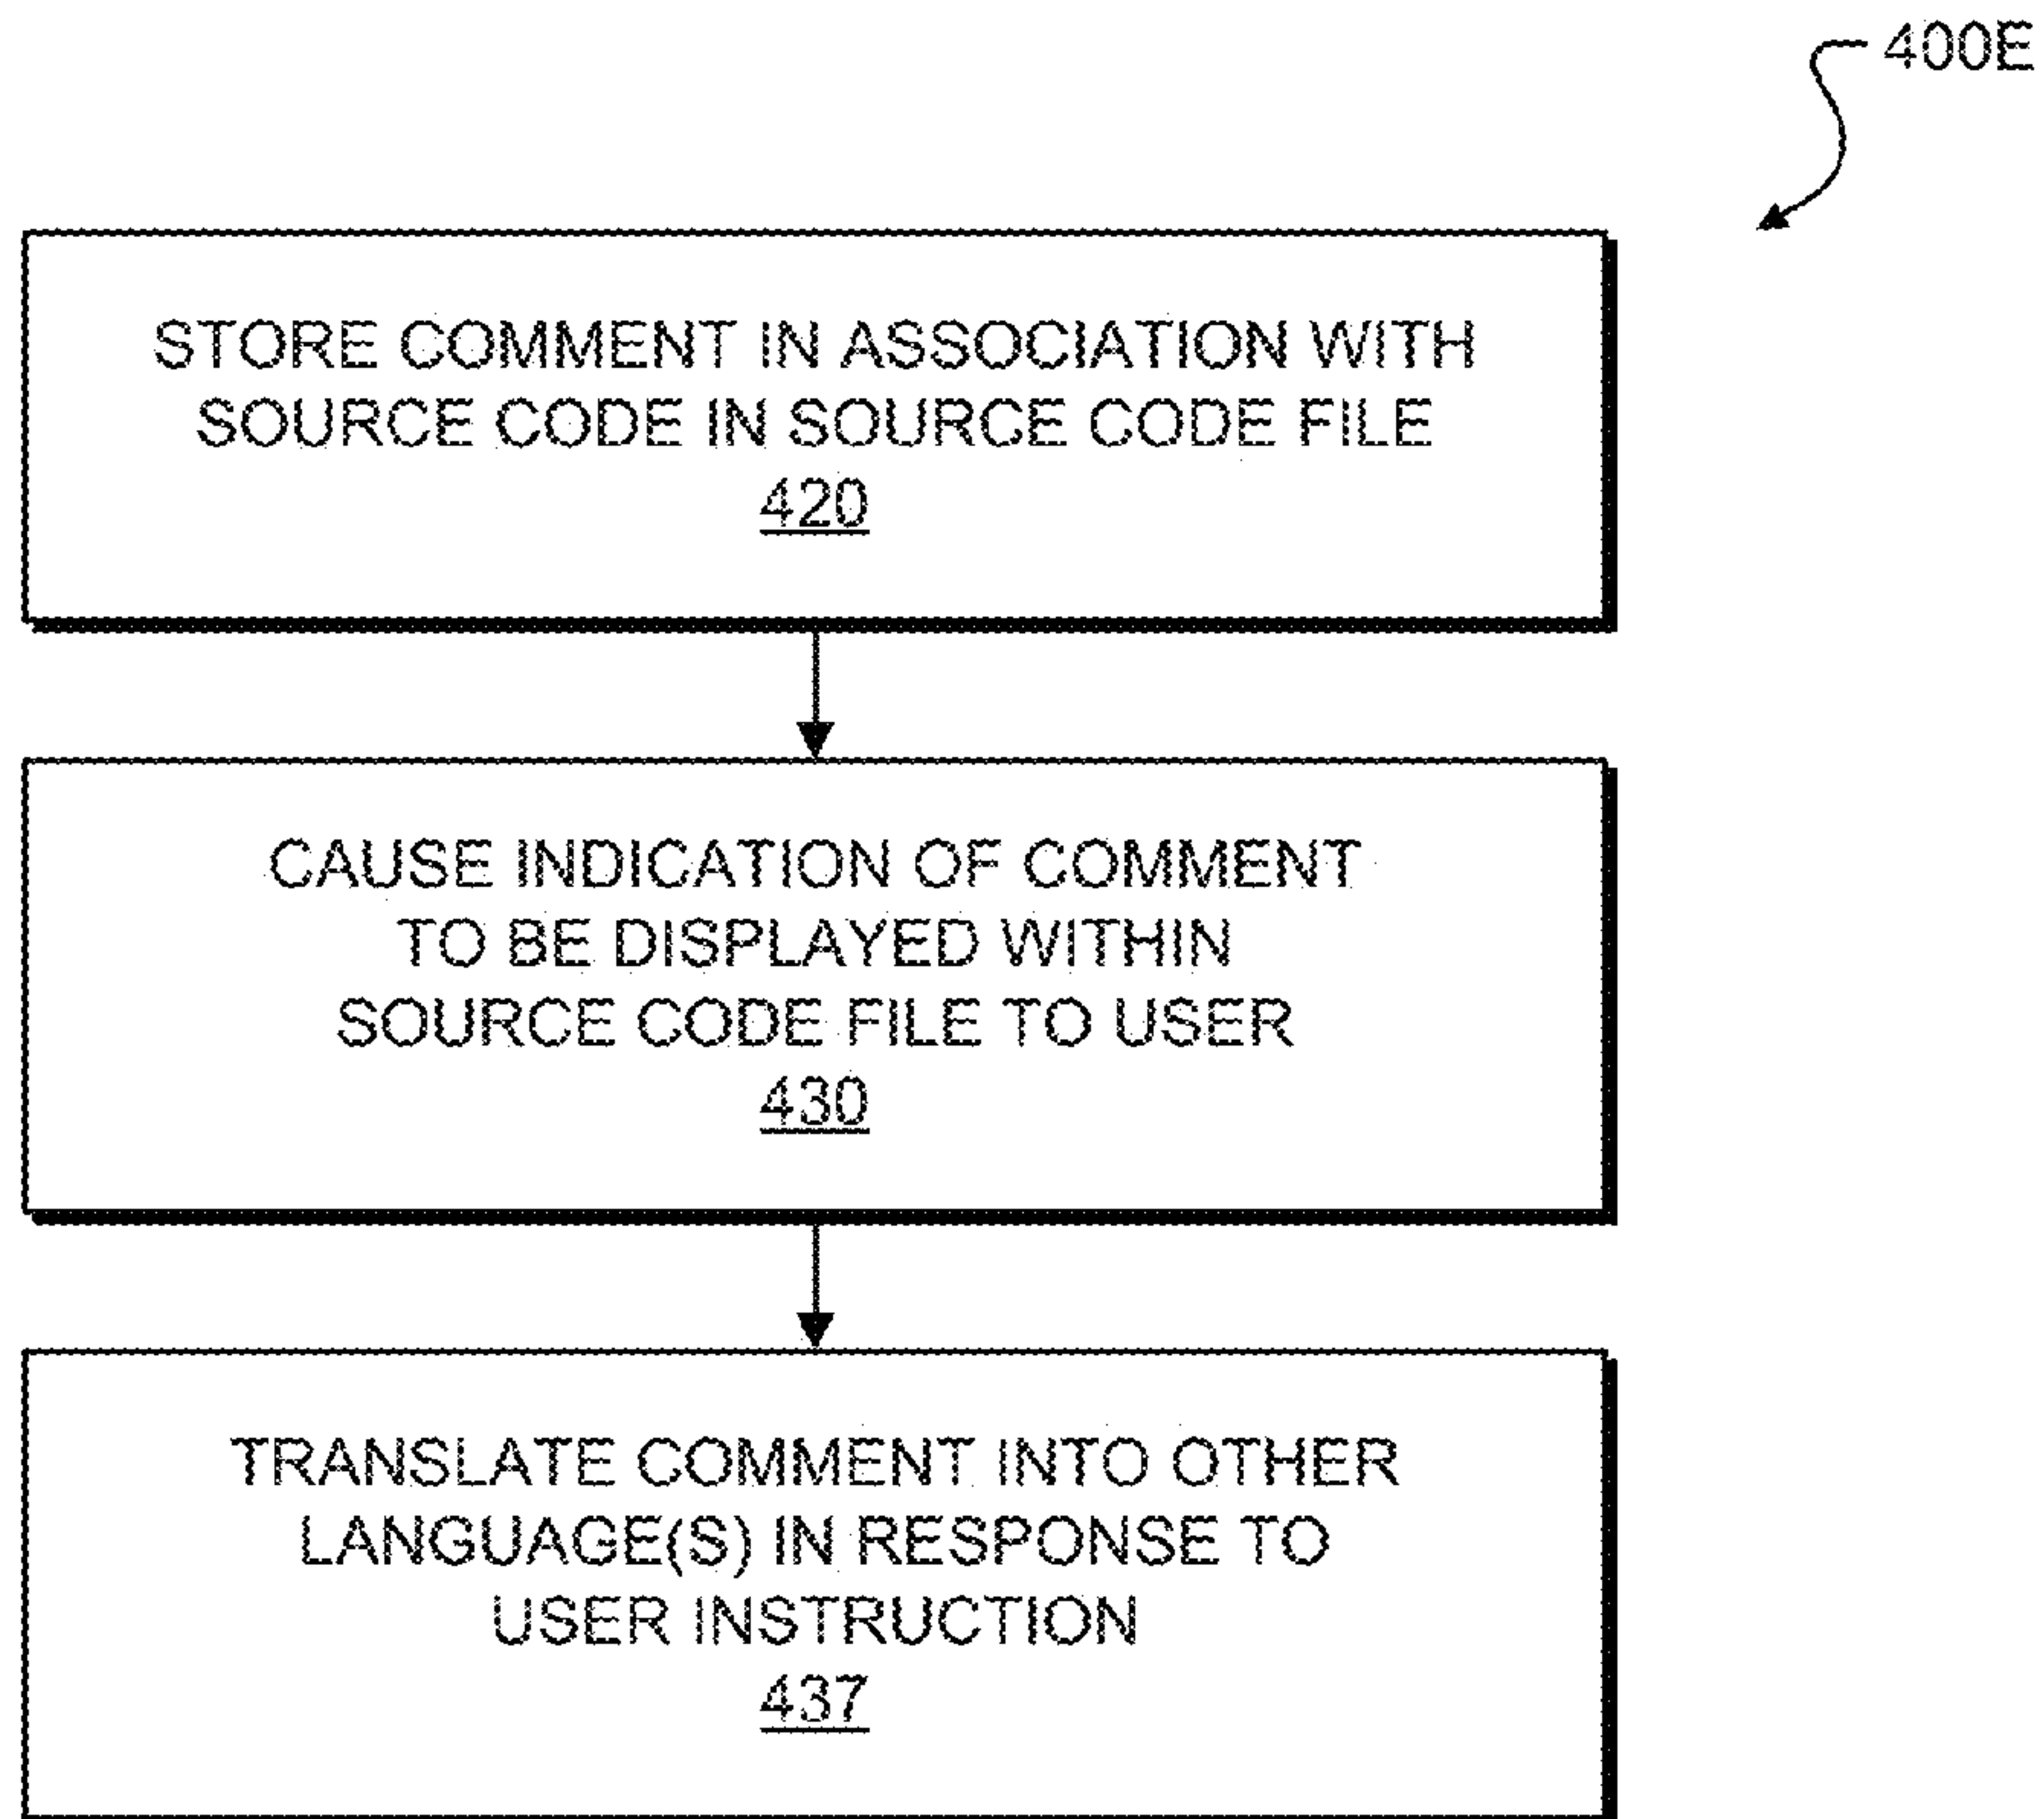 400E
STORE COMMENT IN ASSOCIATION WITH
SOURCE CODE IN SOURCE CODE FILE
420
CAUSE INDICATION OF COMMENT
TO BE DISPLAYED WITHIN
SOURCE CODE FILE TO USER
430
TRANSLATE COMMENT INTO OTHER
LANGUAGE(S) IN RESPONSE TO
USER INSTRUCTION
437